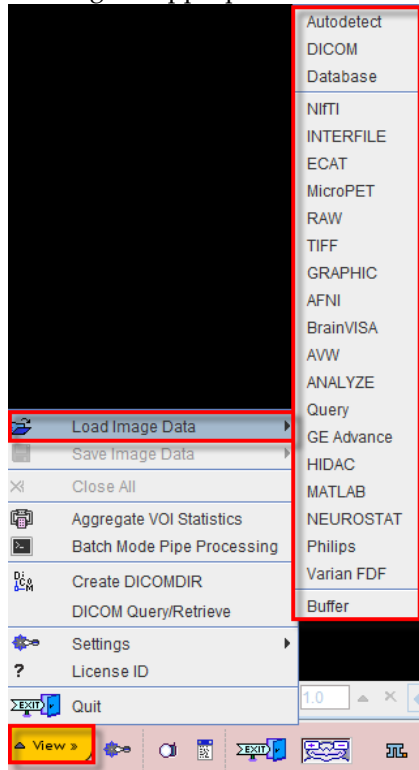 Autodetect
DICOM
Database
NIfTI
INTERFILE
ECAT
MicroPET
RAW
TIFF
GRAPHIC
AFNI
BrainVISA
AVW
ANALYZE
Query
GE Advance
HIDAC
MATLAB
NEUROSTAT
Philips
Varian FDF
Buffer
Load Image Data
Save Image Data
Close All
Aggregate VOI Statistics
Batch Mode Pipe Processing
Create DICOMDIR
DICOM Query/Retrieve
Settings
? License ID
EXIT Quit
1.0
View »
EXIT